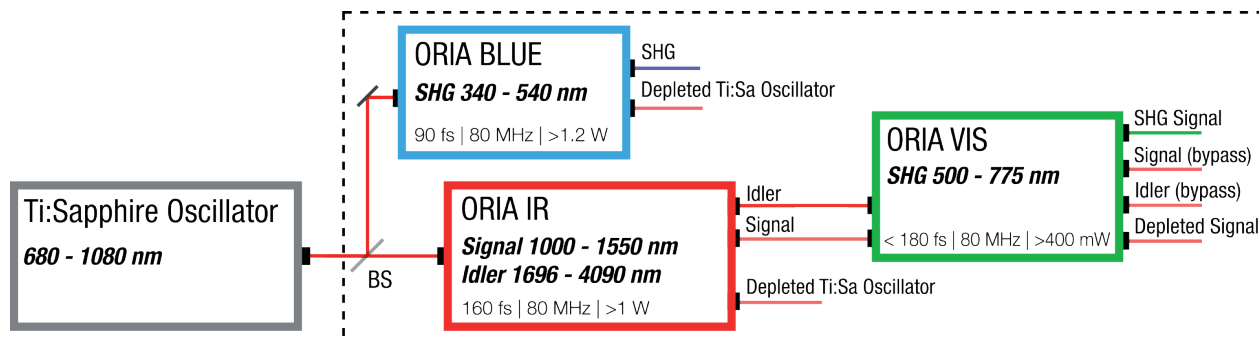 ORIA BLUE
SHG 340 - 540 nm
90 fs | 80 MHz | >1.2 W
SHG
Depleted Ti:Sa Oscillator
Ti:Sapphire Oscillator
680 - 1080 nm
BS
ORIA IR
Signal 1000 - 1550 nm
Idler 1696 - 4090 nm
160 fs | 80 MHz | >1 W
Idler
Signal
Depleted Ti:Sa Oscillator
ORIA VIS
SHG 500 - 775 nm
< 180 fs | 80 MHz | >400 mW
SHG Signal
Signal (bypass)
Idler (bypass)
Depleted Signal